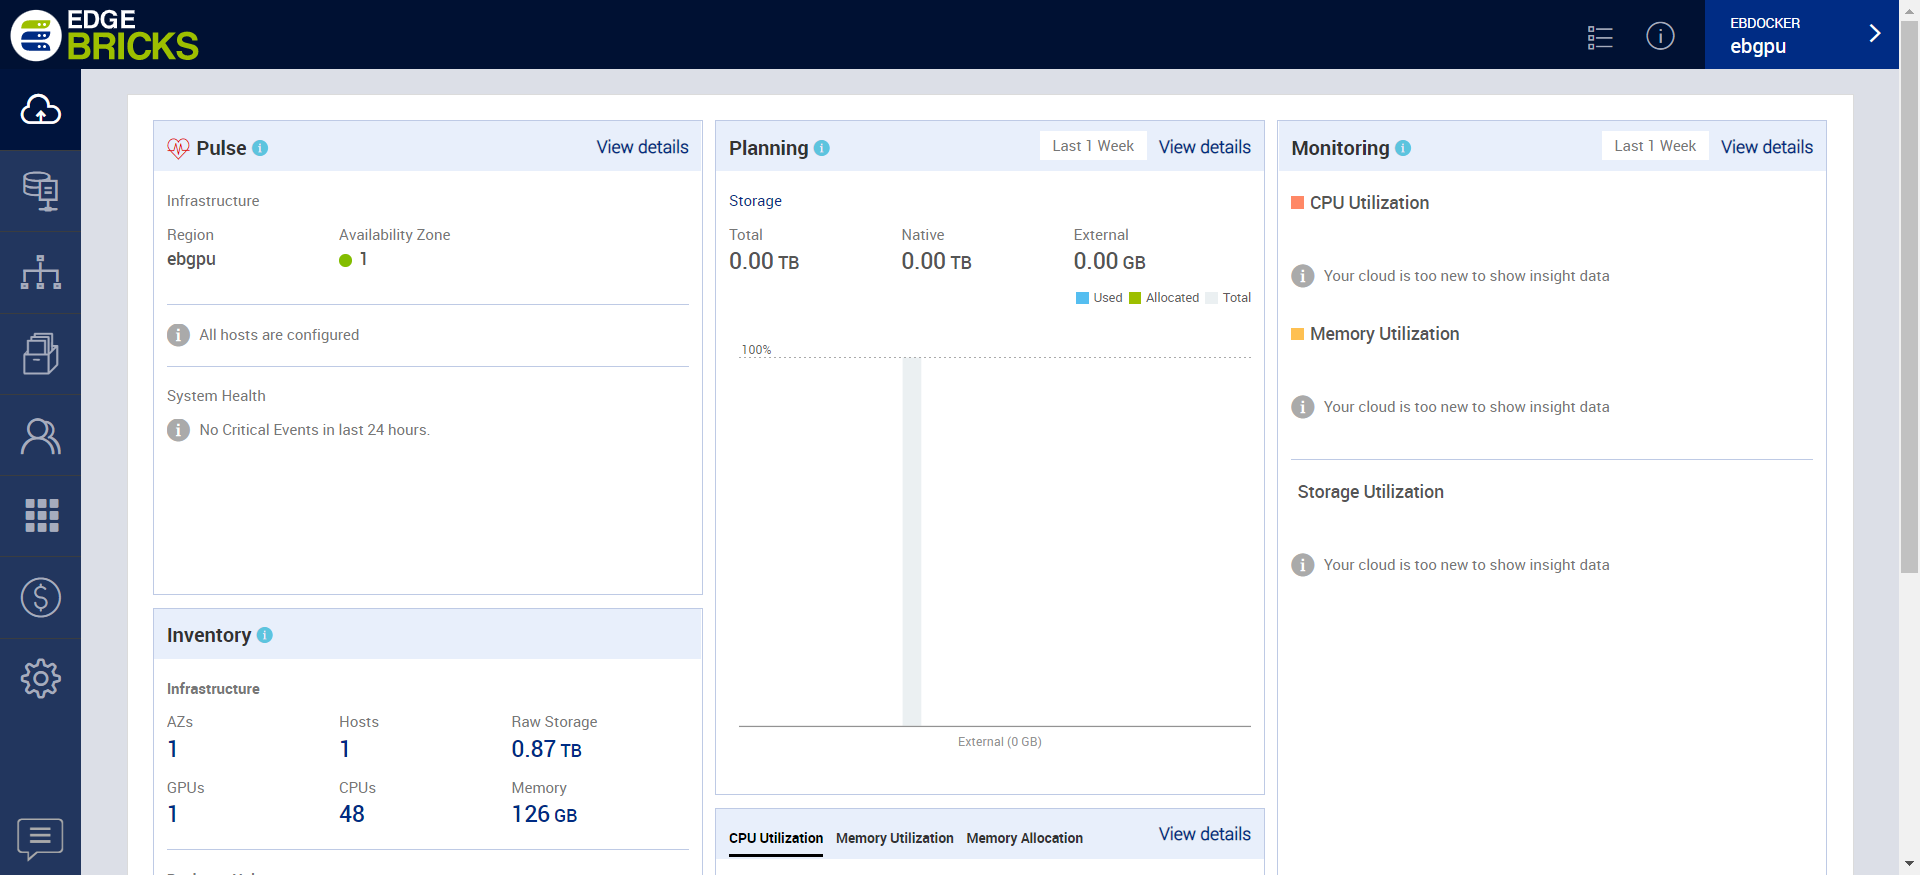 EDGE
BRICKS
EBDOCKER
ebgpu
Pulse
View details
Infrastructure
Region
Availability Zone
ebgpu
1
All hosts are configured
System Health
No Critical Events in last 24 hours.
Inventory
Infrastructure
AZs
Hosts
Raw Storage
1
1
0.87 TB
GPUs
CPUs
Memory
1
48
126 GB
Planning
Last 1 Week
View details
Storage
Total
Native
External
0.00 TB
0.00 TB
0.00 GB
Used
Allocated
Total
100%
External (0 GB)
CPU Utilization
Memory Utilization
Memory Allocation
View details
Monitoring
Last 1 Week
View details
CPU Utilization
Your cloud is too new to show insight data
Memory Utilization
Your cloud is too new to show insight data
Storage Utilization
Your cloud is too new to show insight data